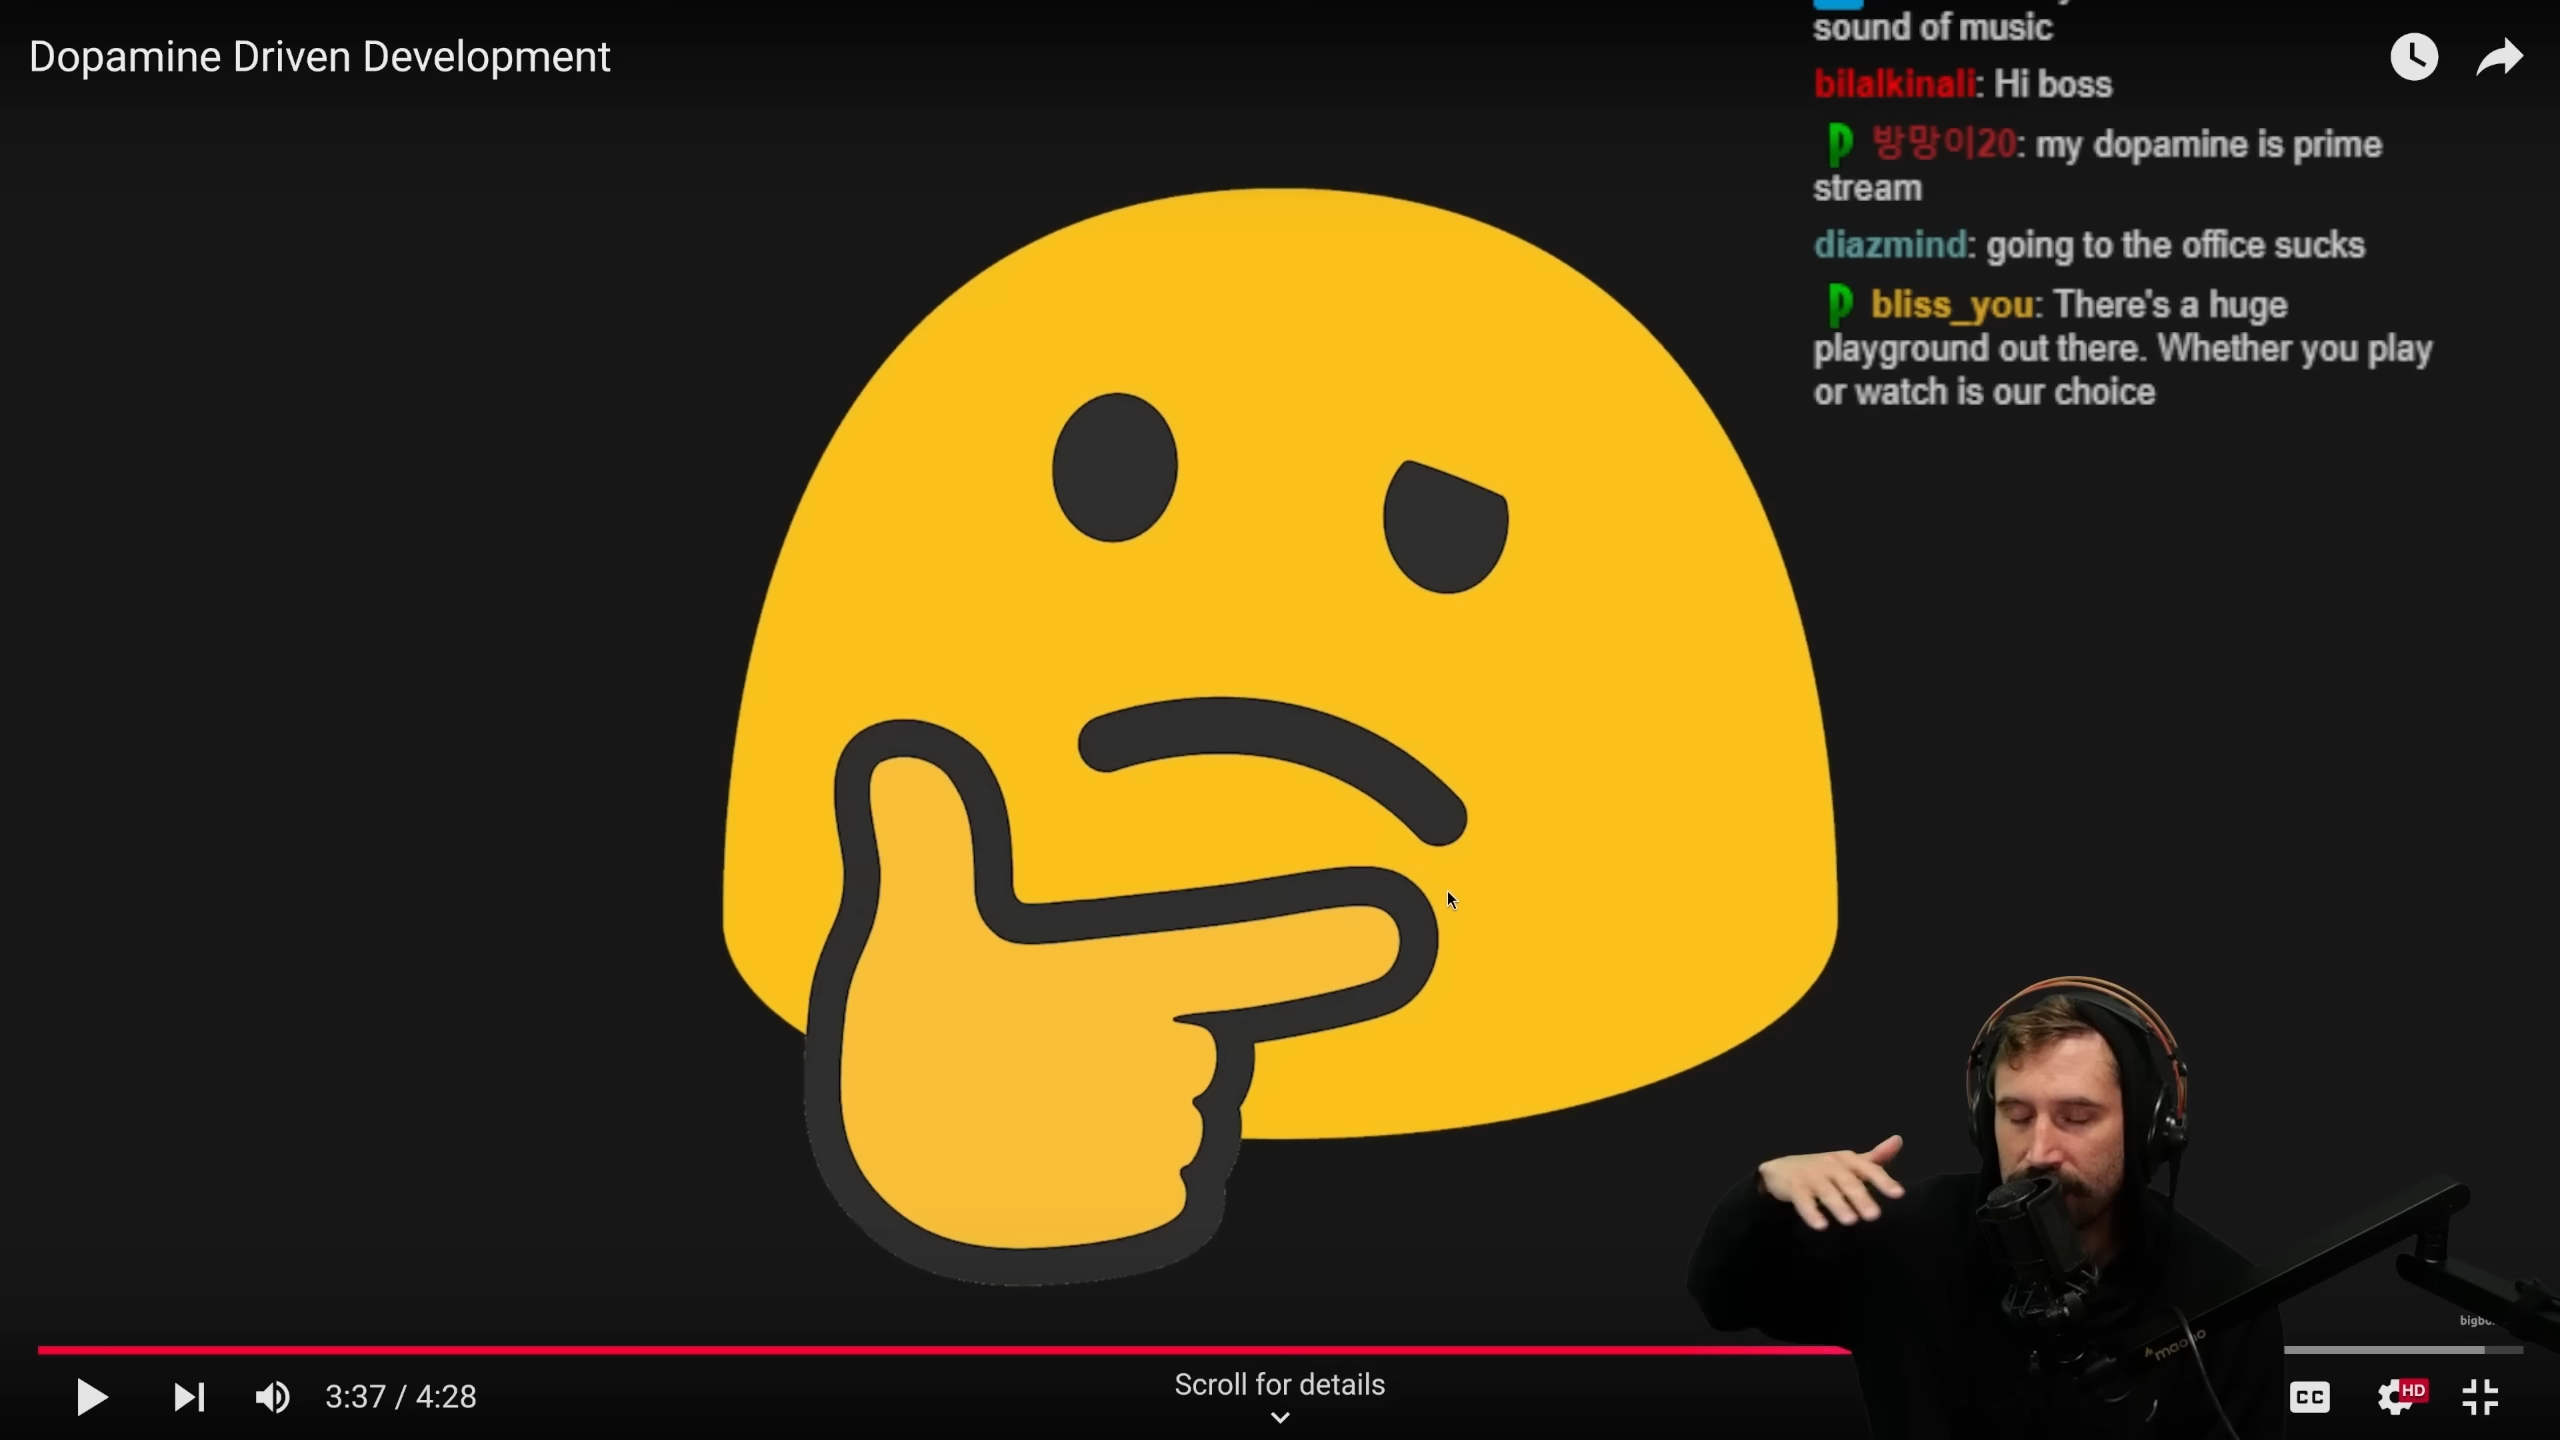 Dopamine Driven Development
sound of music
bilalkinali: Hi boss
방망이20: my dopamine is prime
stream
diazmind: going to the office sucks
bliss_you: There's a huge
playground out there. Whether you play
or watch is our choice
maono
3:37 / 4:28
Scroll for details
CC
HD